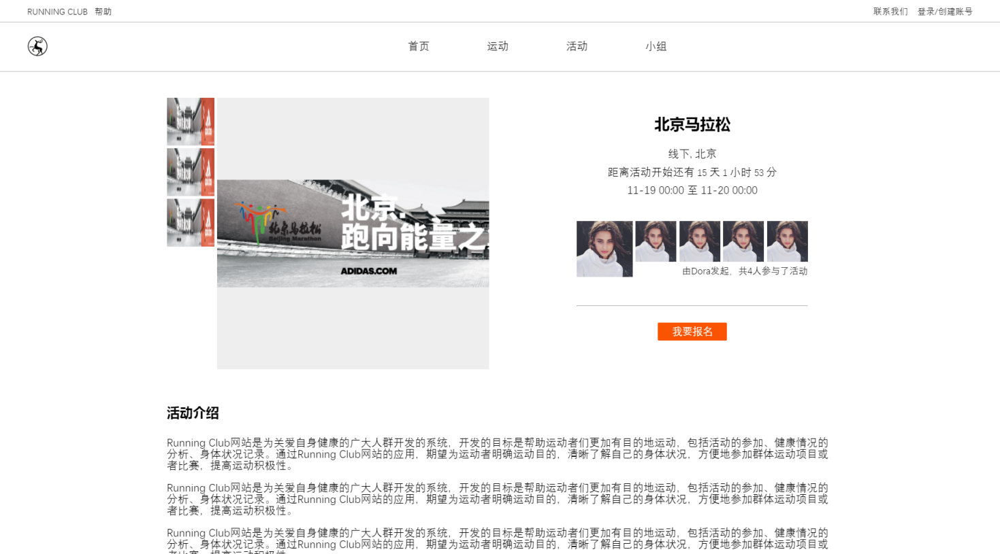 RUNNING CLUB 帮助
联系我们 登录/创建账号
首页 运动 活动 小组
北京马拉松
线下, 北京
距离活动开始还有 15 天 1 小时 53 分
11-19 00:00 至 11-20 00:00
北京.
跑向能量之
北京马拉松
Beijing Marathon
ADIDAS.COM
由Dora发起，共4人参与了活动
我要报名
活动介绍
Running Club网站是为关爱自身健康的广大人群开发的系统，开发的目标是帮助运动者们更加有目的地运动，包括活动的参加、健康情况的
分析、身体状况记录。通过Running Club网站的应用，期望为运动者明确运动目的，清晰了解自己的身体状况，方便地参加群体运动项目或
者比赛，提高运动积极性。
Running Club网站是为关爱自身健康的广大人群开发的系统，开发的目标是帮助运动者们更加有目的地运动，包括活动的参加、健康情况的
分析、身体状况记录。通过Running Club网站的应用，期望为运动者明确运动目的，清晰了解自己的身体状况，方便地参加群体运动项目或
者比赛，提高运动积极性。
Running Club网站是为关爱自身健康的广大人群开发的系统，开发的目标是帮助运动者们更加有目的地运动，包括活动的参加、健康情况的
分析、身体状况记录。通过Running Club网站的应用，期望为运动者明确运动目的，清晰了解自己的身体状况，方便地参加群体运动项目或
者比赛，提高运动积极性。